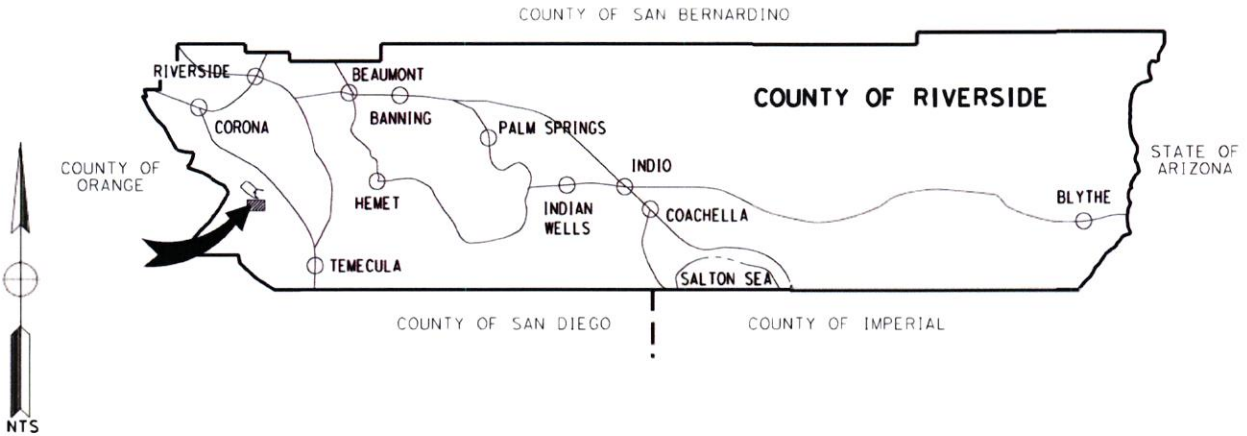 COUNTY OF SAN BERNARDINO
RIVERSIDE
BEAUMONT
COUNTY OF RIVERSIDE
BANNING
CORONA
PALM SPRINGS
STATE OF
ARIZONA
COUNTY OF
ORANGE
INDIO
HEMET
INDIAN
WELLS
COACHELLA
BLYTHE
TEMECULA
SALTON SEA
COUNTY OF SAN DIEGO
COUNTY OF IMPERIAL
NTS